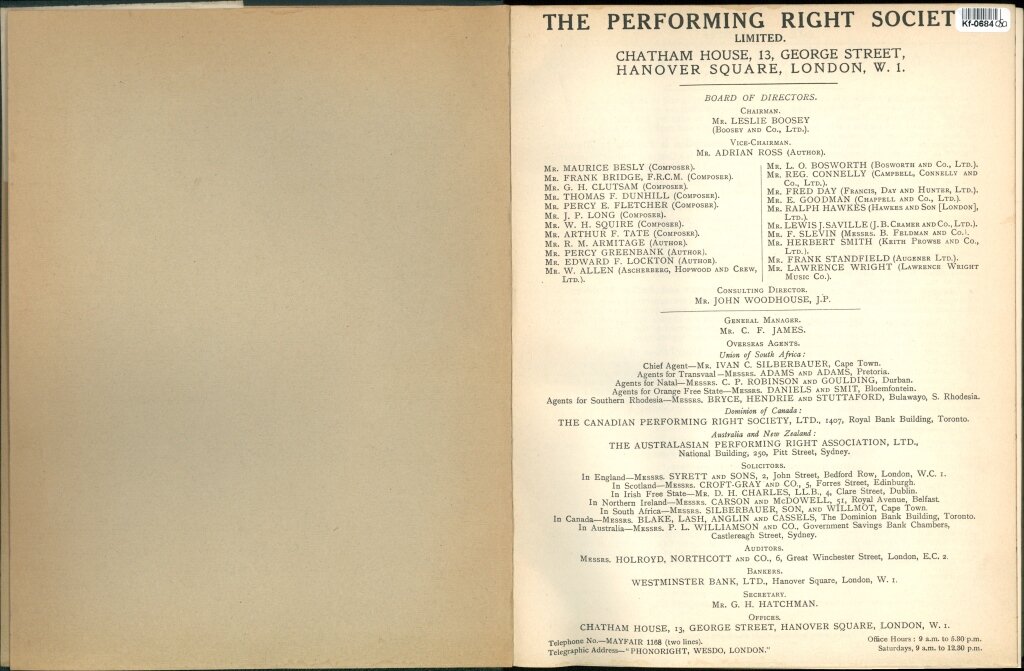 THE PERFORMING RIGHT SOCIET
Kf-0684
LIMITED.
CHATHAM HOUSE, 13, GEORGE STREET,
HANOVER SQUARE, LONDON, W. 1.
BOARD OF DIRECTORS.
CHAIRMAN.
MR. LESLIE BOOSEY
(BOOSEY AND CO., LTD.).
VICE-CHAIRMAN.
MR. ADRIAN ROSS (AUTHOR).
MR. MAURICE BESLY (COMPOSER).
MR. FRANK BRIDGE, F.R.C.M. (COMPOSER).
MR. G. H. CLUTSAM (COMPOSER).
MR. THOMAS F. DUNHILL (COMPOSER).
MR. PERCY E. FLETCHER (COMPOSER).
MR. J. P. LONG (COMPOSER).
MR. W. H. SQUIRE (COMPOSER).
MR. ARTHUR F. TATE (COMPOSER).
MR. R. M. ARMITAGE (AUTHOR).
MR. PERCY GREENBANK (AUTHOR).
MR. EDWARD F. LOCKTON (AUTHOR).
MR. W. ALLEN (ASCHERBERG, HOPWOOD AND CREW,
LTD.).
MR. L. O. BOSWORTH (BOSWORTH AND CO., LTD.).
MR. REG. CONNELLY (CAMPBELL, CONNELLY AND
CO., LTD.).
MR. FRED DAY (FRANCIS, DAY AND HUNTER, LTD.).
MR. E. GOODMAN (CHAPPELL AND CO., LTD.).
MR. RALPH HAWKES (HAWKES AND SON [LONDON],
LTD.).
MR. LEWIS J. SAVILLE (J. B. CRAMER AND CO., LTD.).
MR. F. SLEVIN (MESSRS. B. FELDMAN AND CO.).
MR. HERBERT SMITH (KEITH PROWSE AND CO.,
LTD.).
MR. FRANK STANDFIELD (AUGENER LTD.).
MR. LAWRENCE WRIGHT (LAWRENCE WRIGHT
MUSIC CO.).
CONSULTING DIRECTOR.
MR. JOHN WOODHOUSE, J.P.
GENERAL MANAGER.
MR. C. F. JAMES.
OVERSEAS AGENTS.
Union of South Africa:
Chief Agent—MR. IVAN C. SILBERBAUER, Cape Town.
Agents for Transvaal—MESSRS. ADAMS AND ADAMS, Pretoria.
Agents for Natal—MESSRS. C. P. ROBINSON AND GOULDING, Durban.
Agents for Orange Free State—MESSRS. DANIELS AND SMIT, Bloemfontein.
Agents for Southern Rhodesia—MESSRS. BRYCE, HENDRIE AND STUTTAFORD, Bulawayo, S. Rhodesia.
Dominion of Canada:
THE CANADIAN PERFORMING RIGHT SOCIETY, LTD., 1407, Royal Bank Building, Toronto.
Australia and New Zealand:
THE AUSTRALASIAN PERFORMING RIGHT ASSOCIATION, LTD.,
National Building, 250, Pitt Street, Sydney.
SOLICITORS.
In England—MESSRS. SYRETT AND SONS, 2, John Street, Bedford Row, London, W.C. 1.
In Scotland—MESSRS. CROFT-GRAY AND CO., 5, Forres Street, Edinburgh.
In Irish Free State—MR. D. H. CHARLES, LL.B., 4, Clare Street, Dublin.
In Northern Ireland—MESSRS. CARSON AND McDOWELL, 51, Royal Avenue, Belfast.
In South Africa—MESSRS. SILBERBAUER, SON, AND WILLMOT, Cape Town.
In Canada—MESSRS. BLAKE, LASH, ANGLIN AND CASSELS, The Dominion Bank Building, Toronto.
In Australia—MESSRS. P. L. WILLIAMSON AND CO., Government Savings Bank Chambers,
Castlereagh Street, Sydney.
AUDITORS.
MESSRS. HOLROYD, NORTHCOTT AND CO., 6, Great Winchester Street, London, E.C. 2.
BANKERS.
WESTMINSTER BANK, LTD., Hanover Square, London, W. 1.
SECRETARY.
MR. G. H. HATCHMAN.
OFFICES.
CHATHAM HOUSE, 13, GEORGE STREET, HANOVER SQUARE, LONDON, W. 1.
Telephone No.—MAYFAIR 1168 (two lines).
Telegraphic Address—"PHONORIGHT, WESDO, LONDON."
Office Hours: 9 a.m. to 5.30 p.m.
Saturdays, 9 a.m. to 12.30 p.m.